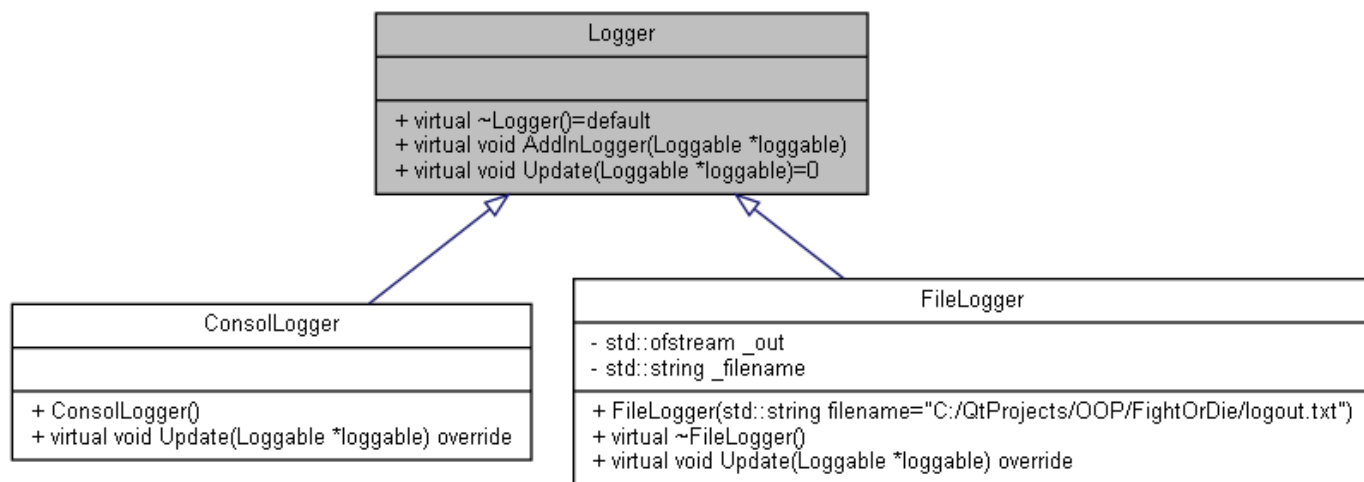 Logger
+ virtual ~Logger()=default
+ virtual void AddInLogger(Loggable *loggable)
+ virtual void Update(Loggable *loggable)=0
ConsolLogger
+ ConsolLogger()
+ virtual void Update(Loggable *loggable) override
FileLogger
- std::ofstream _out
- std::string _filename
+ FileLogger(std::string filename="C:/QtProjects/OOP/FightOrDie/logout.txt")
+ virtual ~FileLogger()
+ virtual void Update(Loggable *loggable) override